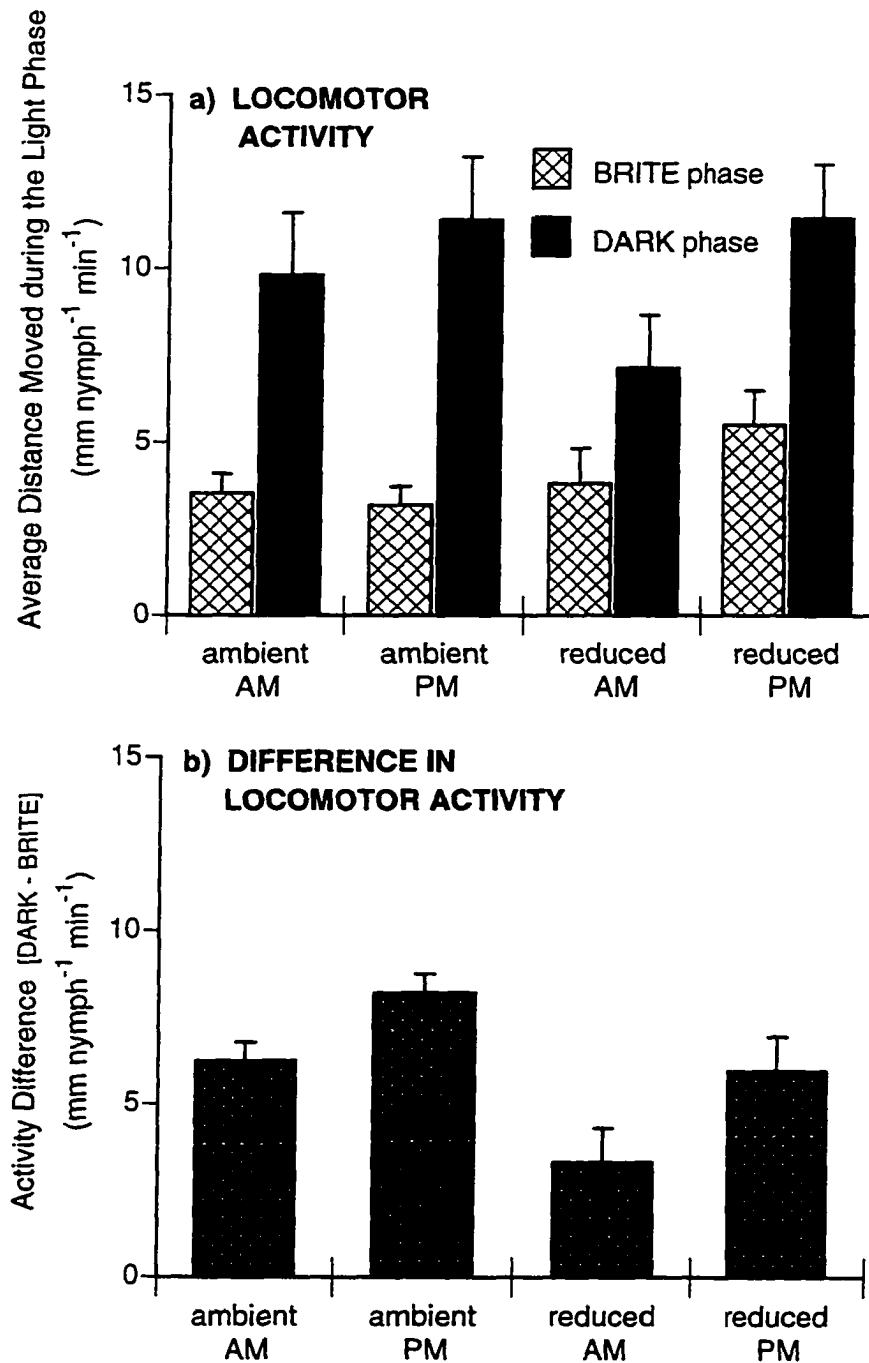 Average Distance Moved during the Light Phase
(mm nymph⁻¹ min⁻¹)
a) LOCOMOTOR
ACTIVITY
BRITE phase
DARK phase
15
10
5
0
ambient
AM
ambient
PM
reduced
AM
reduced
PM
Activity Difference [DARK - BRITE]
(mm nymph⁻¹ min⁻¹)
b) DIFFERENCE IN
LOCOMOTOR ACTIVITY
15
10
5
0
ambient
AM
ambient
PM
reduced
AM
reduced
PM